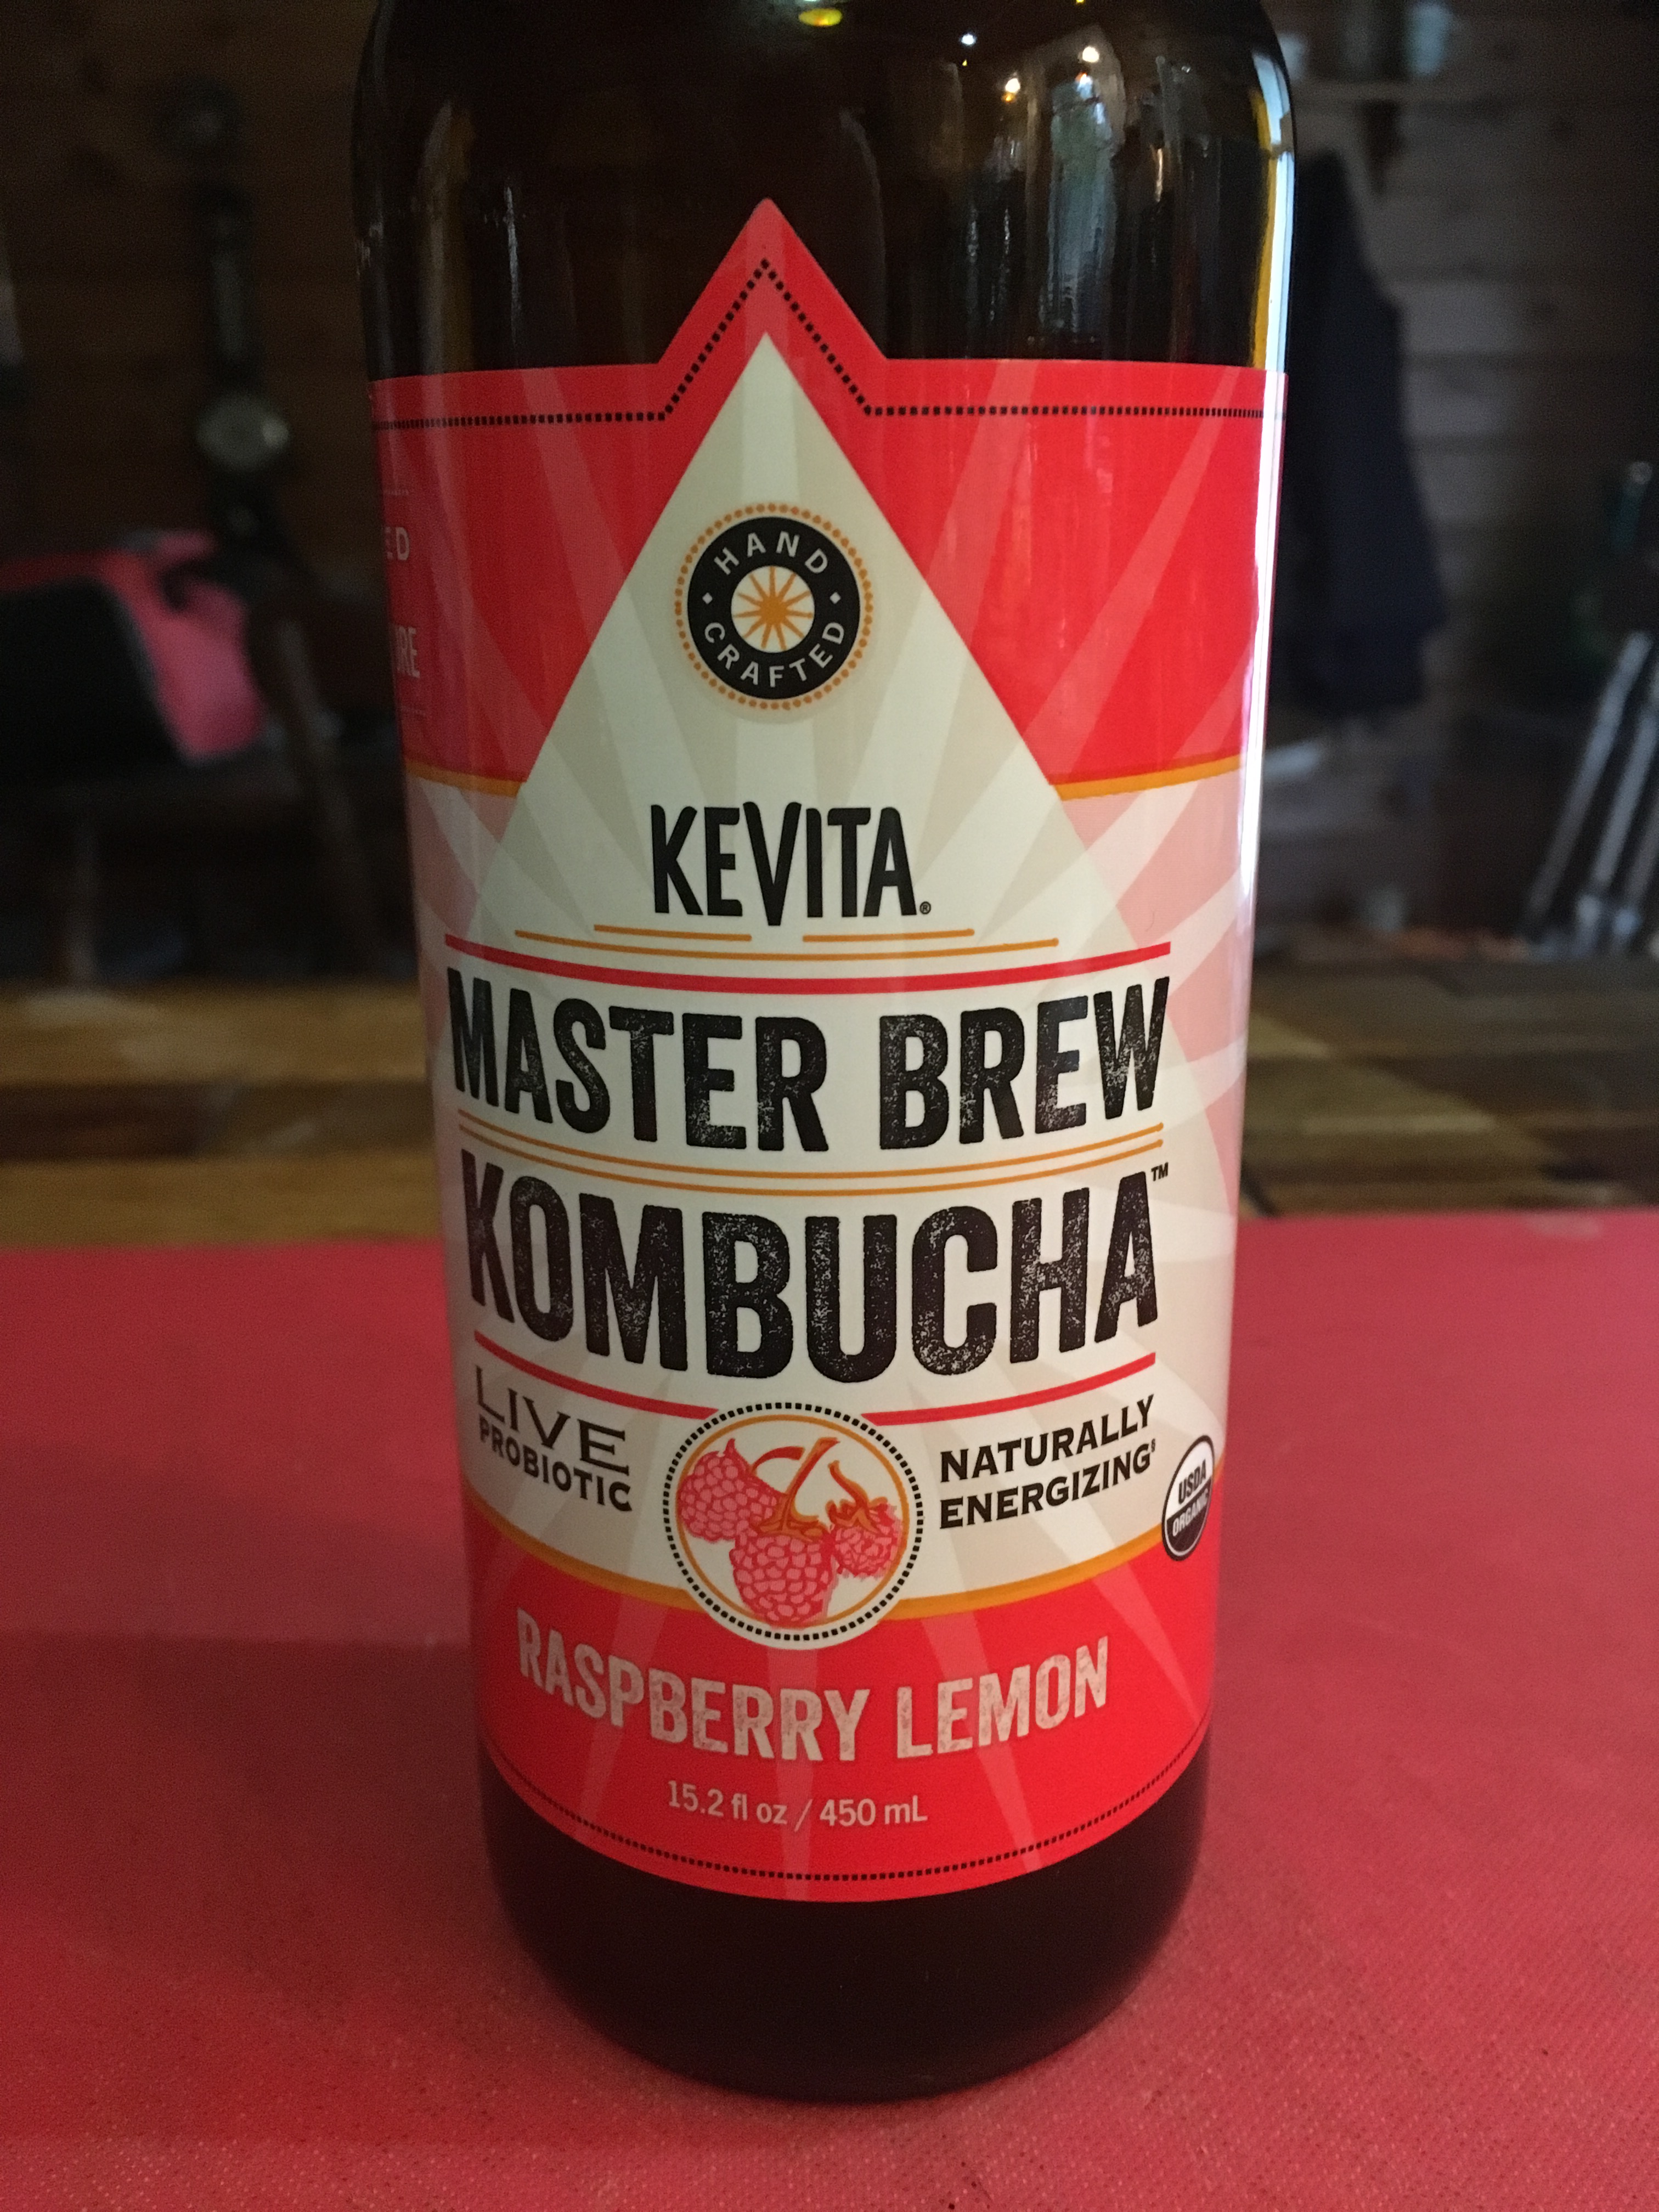 HAND
CRAFTED
KEVITA®
MASTER BREW
KOMBUCHA™
LIVE
PROBIOTIC
NATURALLY
ENERGIZING
USDA
ORGANIC
RASPBERRY LEMON
15.2 fl oz / 450 mL